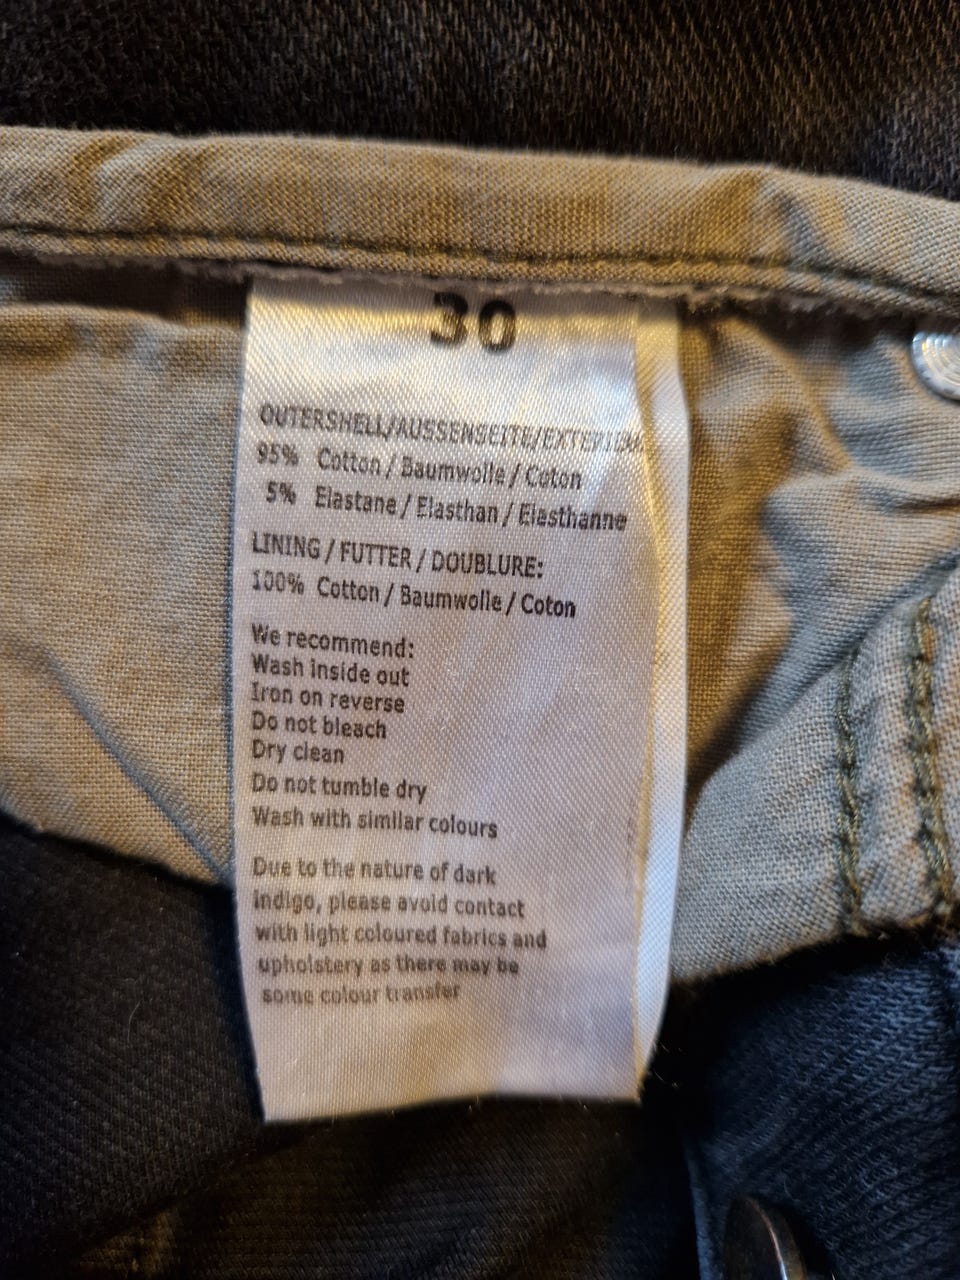 30
OUTERSHELL/AUSSENSEITE/EXTERIEUR
95% Cotton / Baumwolle / Coton
5% Elastane / Elasthan / Elasthanne
LINING / FUTTER / DOUBLURE:
100% Cotton / Baumwolle / Coton
We recommend:
Wash inside out
Iron on reverse
Do not bleach
Dry clean
Do not tumble dry
Wash with similar colours
Due to the nature of dark
indigo, please avoid contact
with light coloured fabrics and
upholstery as there may be
some colour transfer